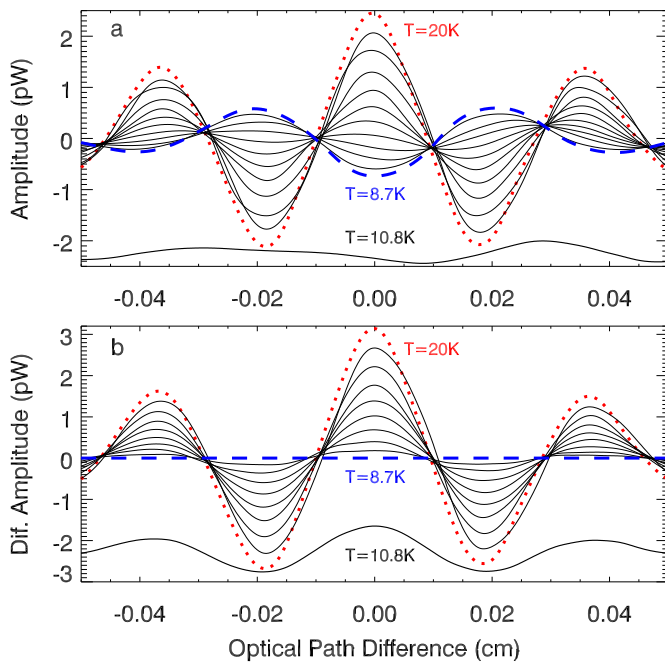 a
T=20K
2
1
0
-1
-2
Amplitude (pW)
T=8.7K
T=10.8K
-0.04 -0.02 0.00 0.02 0.04
b
T=20K
3
2
1
0
-1
-2
-3
Dif. Amplitude (pW)
T=8.7K
T=10.8K
-0.04 -0.02 0.00 0.02 0.04
Optical Path Difference (cm)